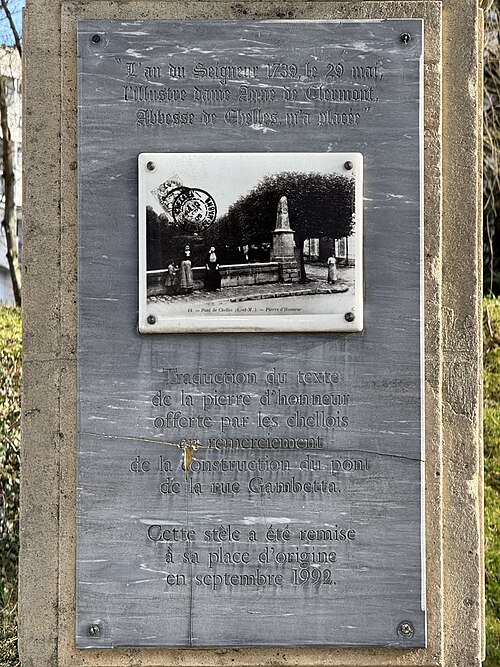 "L'an du Seigneur 1739, le 29 mai,
l'illustre dame Anne de Clermont,
Abbesse de Chelles, m'a placée"
14. — Pont de Chelles (S.-et-M.). — Pierre d'Honneur
Traduction du texte
de la pierre d'honneur
offerte par les chellois
en remerciement
de la construction du pont
de la rue Gambetta.
Cette stèle a été remise
à sa place d'origine
en septembre 1992.